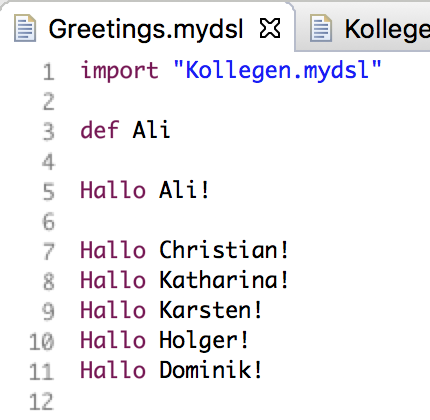 Greetings.mydsl Kollege
1 import "Kollegen.mydsl"
2
3 def Ali
4
5 Hallo Ali!
6
7 Hallo Christian!
8 Hallo Katharina!
9 Hallo Karsten!
10 Hallo Holger!
11 Hallo Dominik!
12